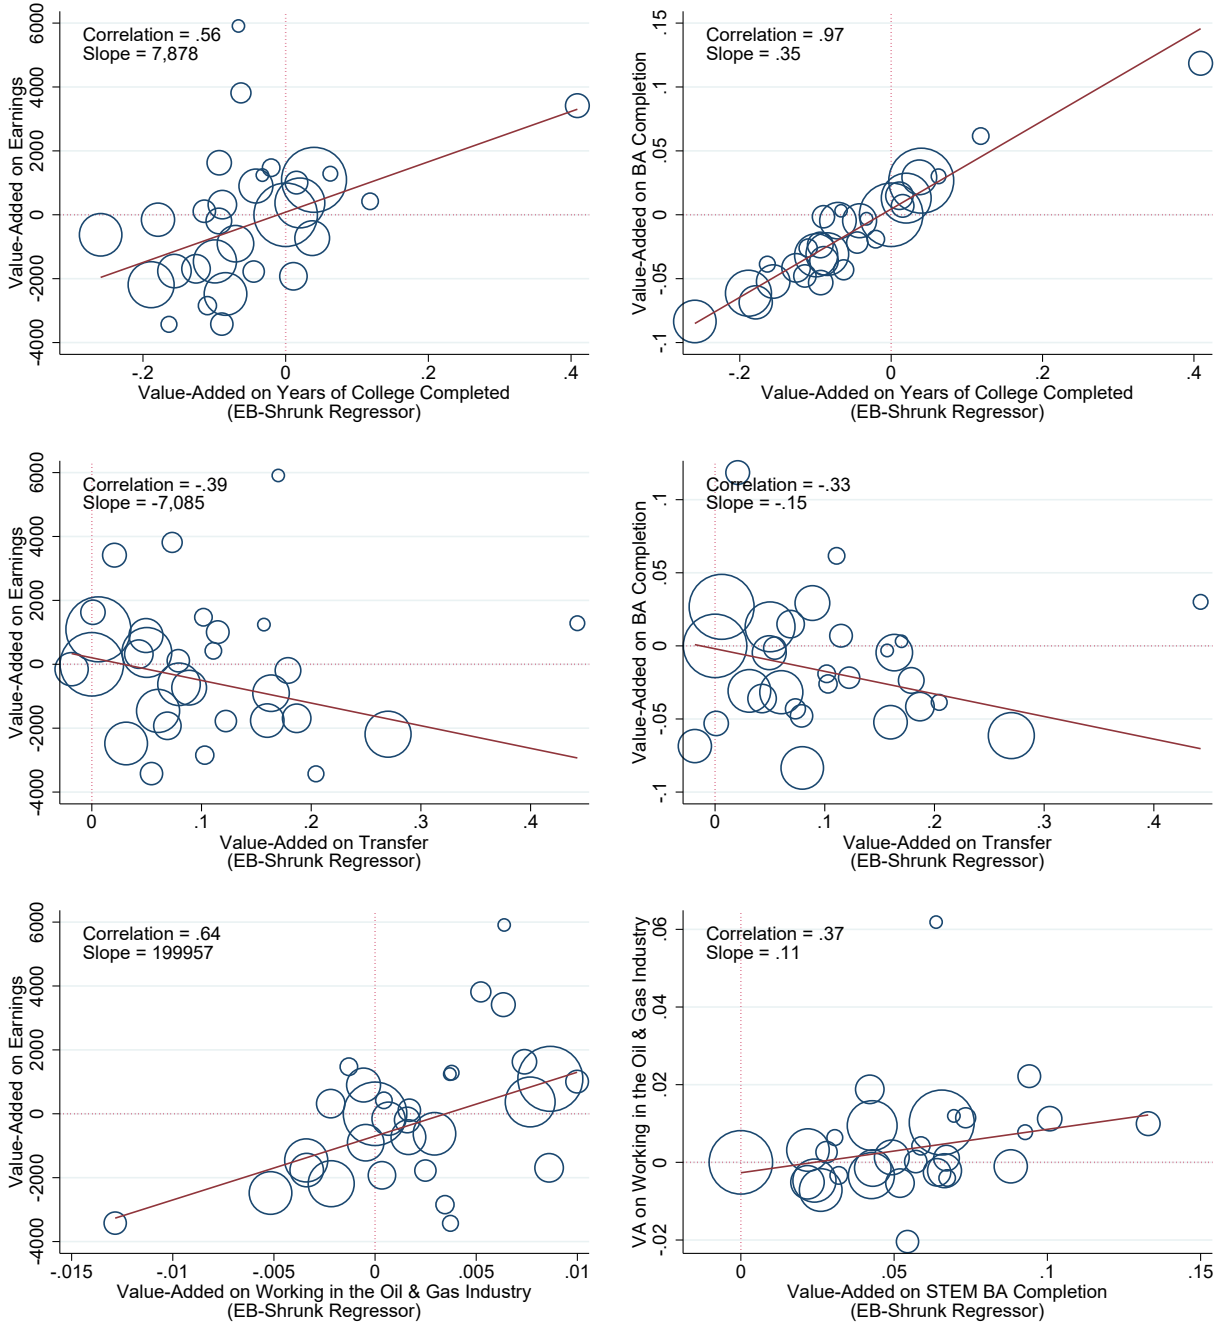 Correlation = .56
Slope = 7,878
Value-Added on Earnings
-4000
-2000
0
2000
4000
6000
-.2
0
.2
.4
Value-Added on Years of College Completed
(EB-Shrunk Regressor)
Correlation = .97
Slope = .35
Value-Added on BA Completion
-.1
-.05
0
.05
.1
.15
-.2
0
.2
.4
Value-Added on Years of College Completed
(EB-Shrunk Regressor)
Correlation = -.39
Slope = -7,085
Value-Added on Earnings
-4000
-2000
0
2000
4000
6000
0
.1
.2
.3
.4
Value-Added on Transfer
(EB-Shrunk Regressor)
Correlation = -.33
Slope = -.15
Value-Added on BA Completion
-.1
-.05
0
.05
.1
0
.1
.2
.3
.4
Value-Added on Transfer
(EB-Shrunk Regressor)
Correlation = .64
Slope = 199957
Value-Added on Earnings
-4000
-2000
0
2000
4000
6000
-.015
-.01
-.005
0
.005
.01
Value-Added on Working in the Oil & Gas Industry
(EB-Shrunk Regressor)
Correlation = .37
Slope = .11
VA on Working in the Oil & Gas Industry
-.02
0
.02
.04
.06
0
.05
.1
.15
Value-Added on STEM BA Completion
(EB-Shrunk Regressor)